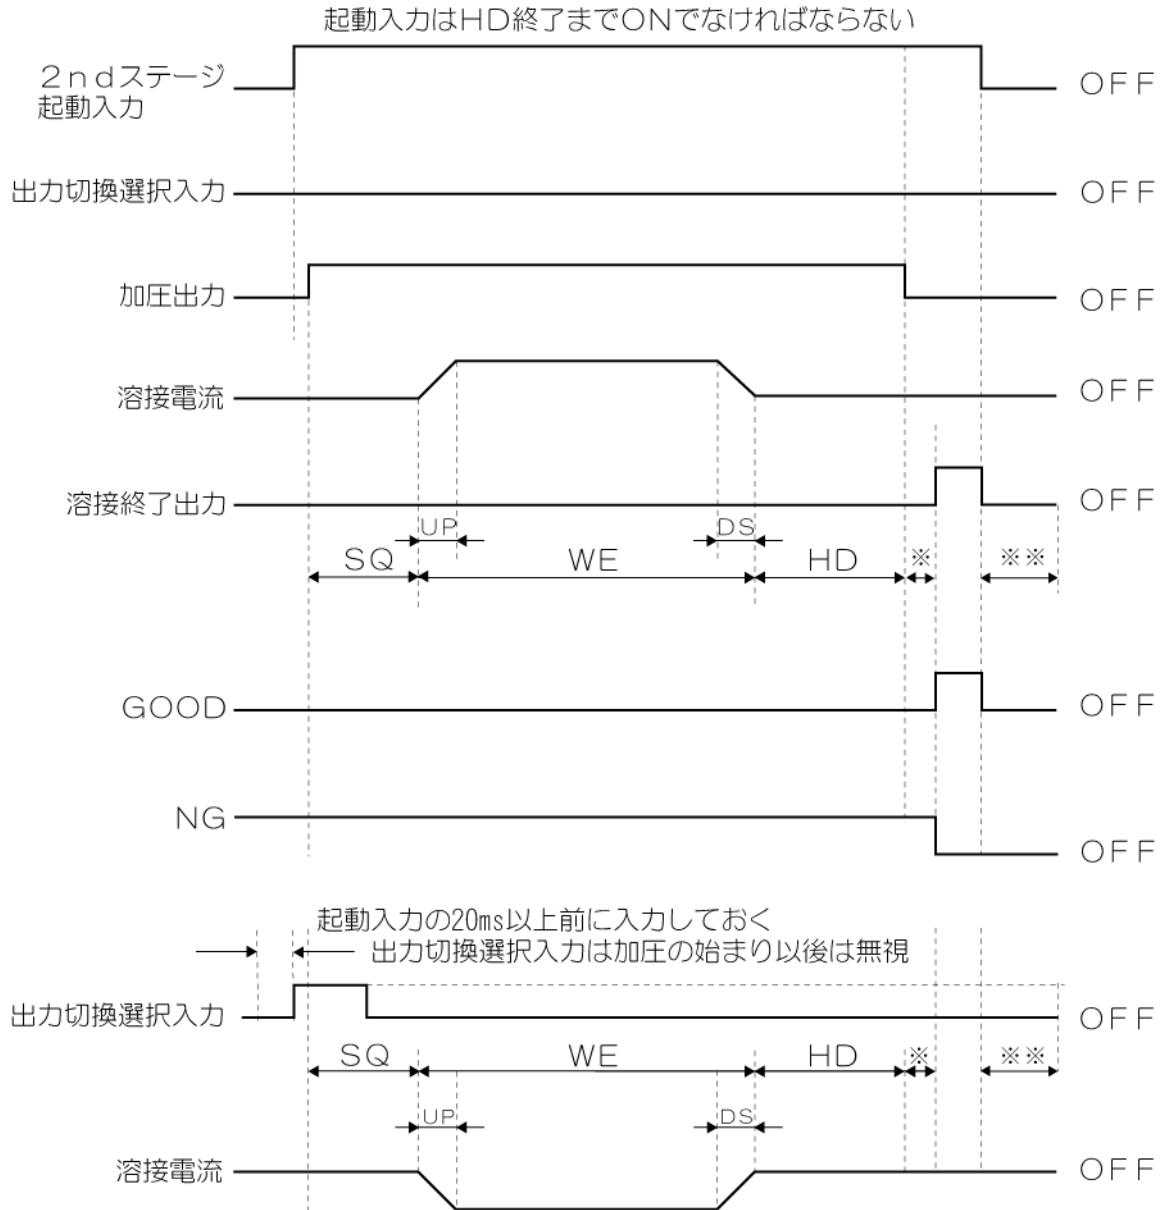 起動入力はHD終了までONでなければならない
2ndステージ
起動入力
OFF
出力切換選択入力
OFF
加圧出力
OFF
溶接電流
OFF
溶接終了出力
OFF
UP
DS
SQ
WE
HD
※
※※
GOOD
OFF
NG
OFF
起動入力の20ms以上前に入力しておく
出力切換選択入力は加圧の始まり以後は無視
出力切換選択入力
OFF
SQ
WE
HD
※
※※
UP
DS
溶接電流
OFF